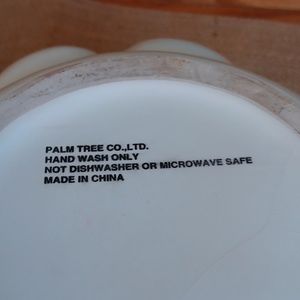 PALM TREE CO.,LTD.
HAND WASH ONLY
NOT DISHWASHER OR MICROWAVE SAFE
MADE IN CHINA